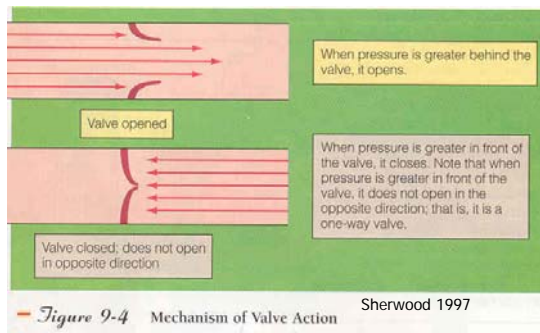 When pressure is greater behind the
valve, it opens.
Valve opened
When pressure is greater in front of
the valve, it closes. Note that when
pressure is greater in front of the
valve, it does not open in the
opposite direction; that is, it is a
one-way valve.
Valve closed; does not open
in opposite direction
Sherwood 1997
Figure 9-4 Mechanism of Valve Action